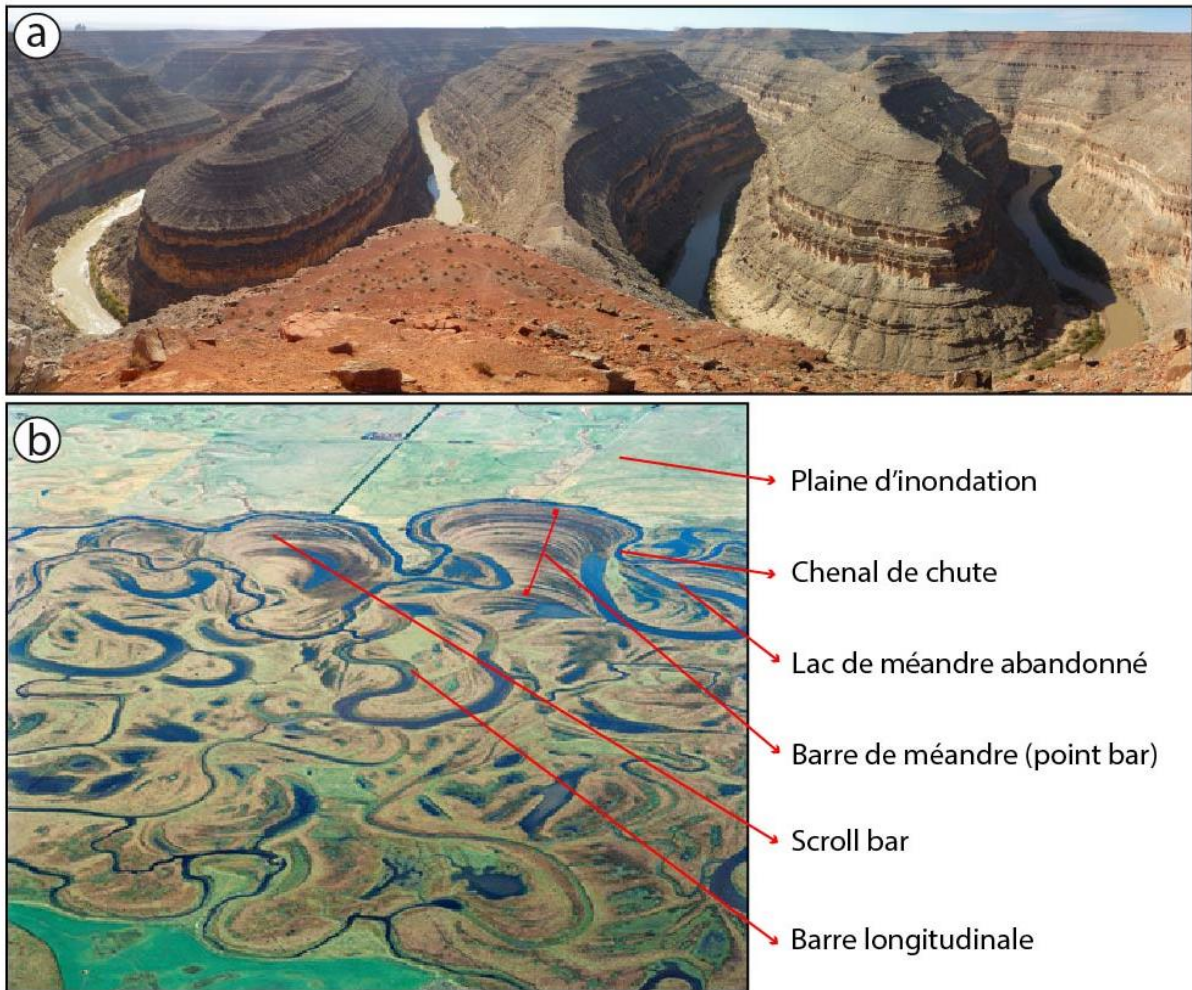 a
b
Plaine d'inondation
Chenal de chute
Lac de méandre abandonné
Barre de méandre (point bar)
Scroll bar
Barre longitudinale